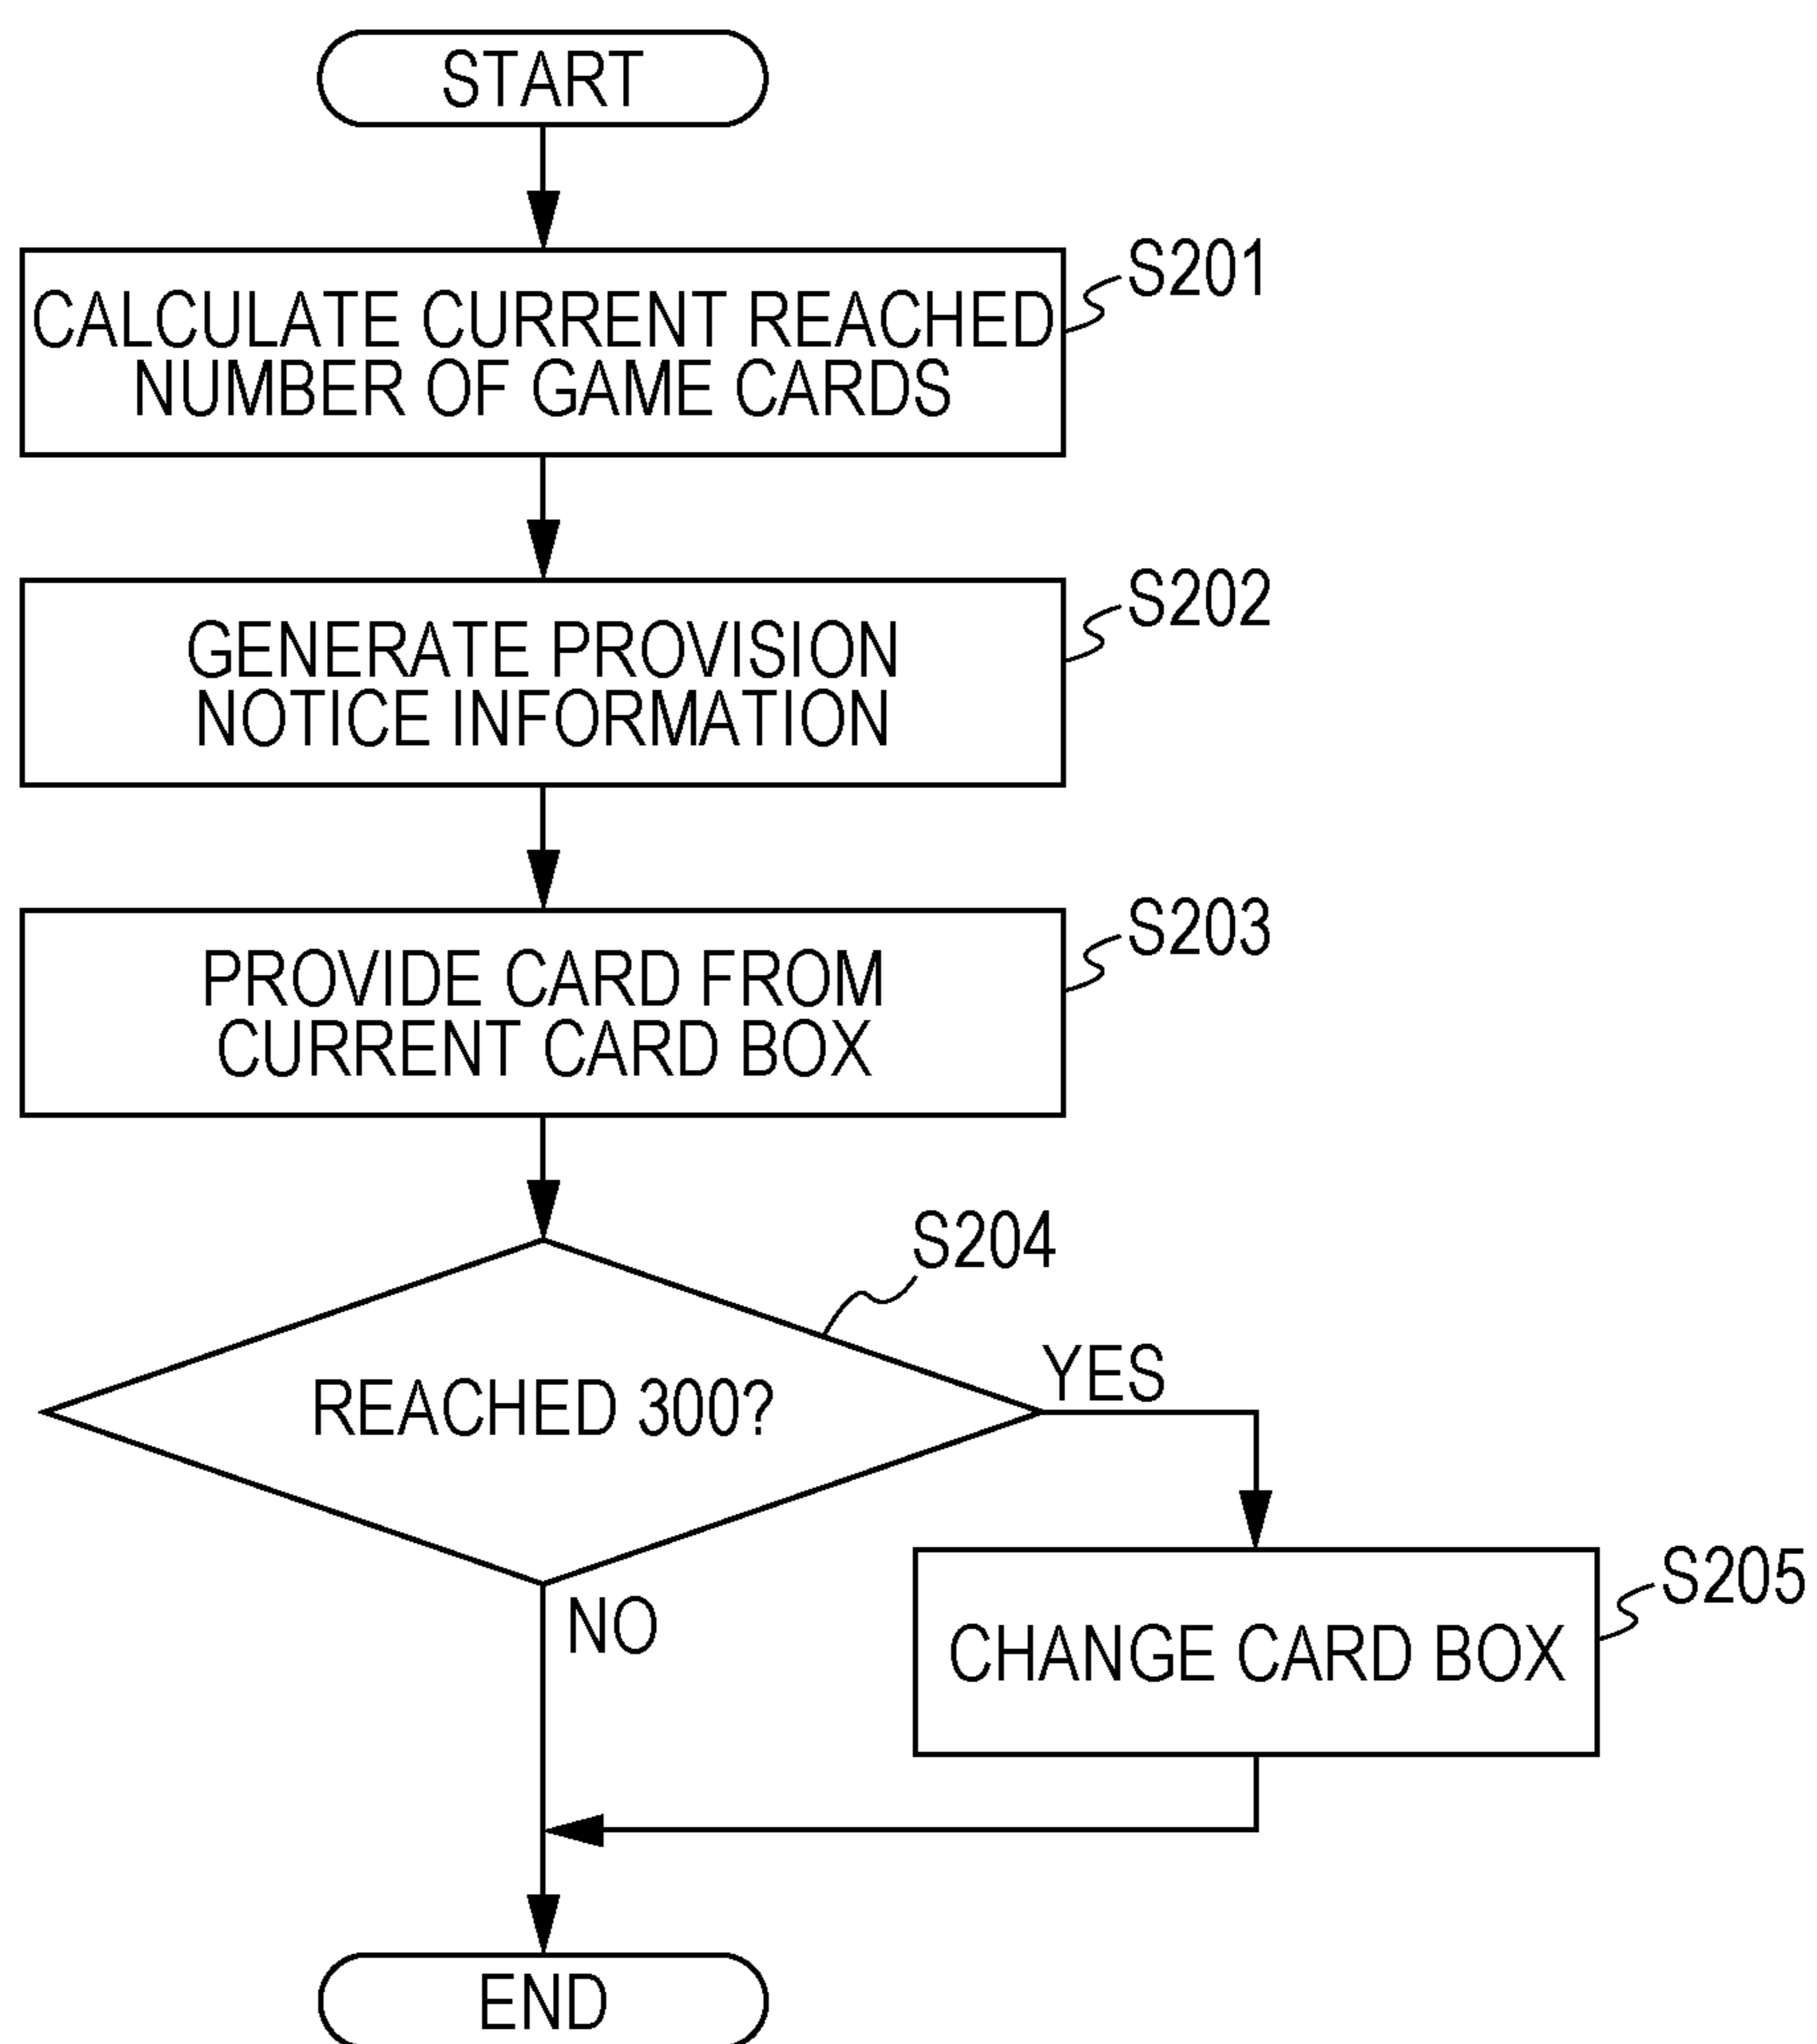 START
CALCULATE CURRENT REACHED
NUMBER OF GAME CARDS
S201
GENERATE PROVISION
NOTICE INFORMATION
S202
PROVIDE CARD FROM
CURRENT CARD BOX
S203
S204
REACHED 300?
YES
NO
CHANGE CARD BOX
S205
END